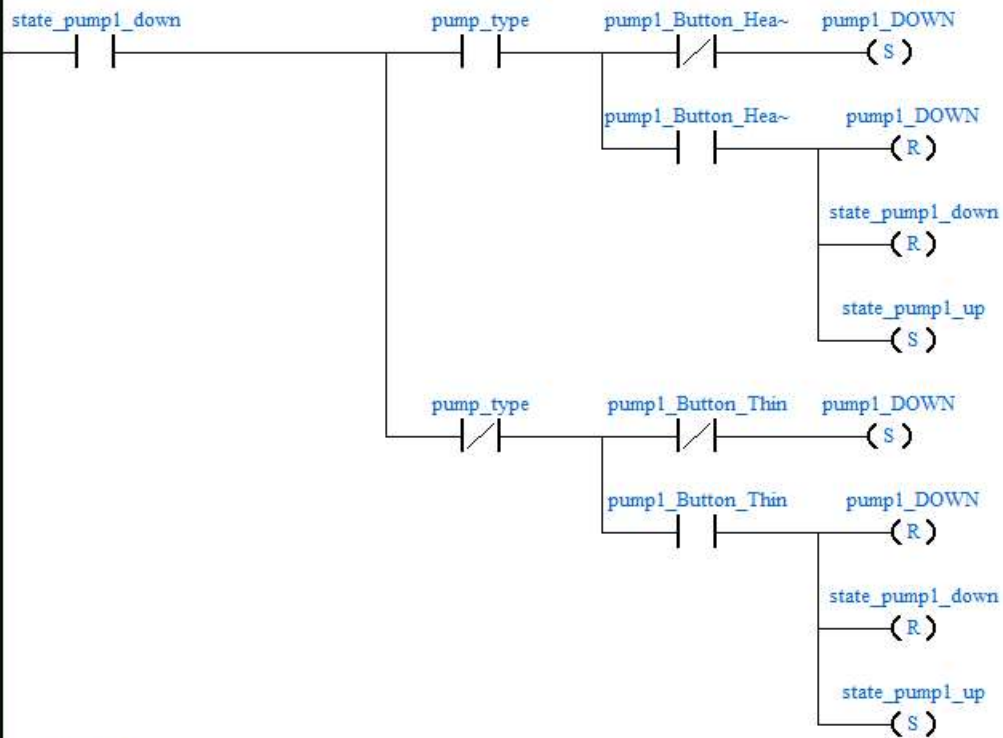 state_pump1_down pump_type pump1_Button_Hea~ pump1_DOWN
S
pump1_Button_Hea~ pump1_DOWN
R
state_pump1_down
R
state_pump1_up
S
pump_type pump1_Button_Thin pump1_DOWN
S
pump1_Button_Thin pump1_DOWN
R
state_pump1_down
R
state_pump1_up
S